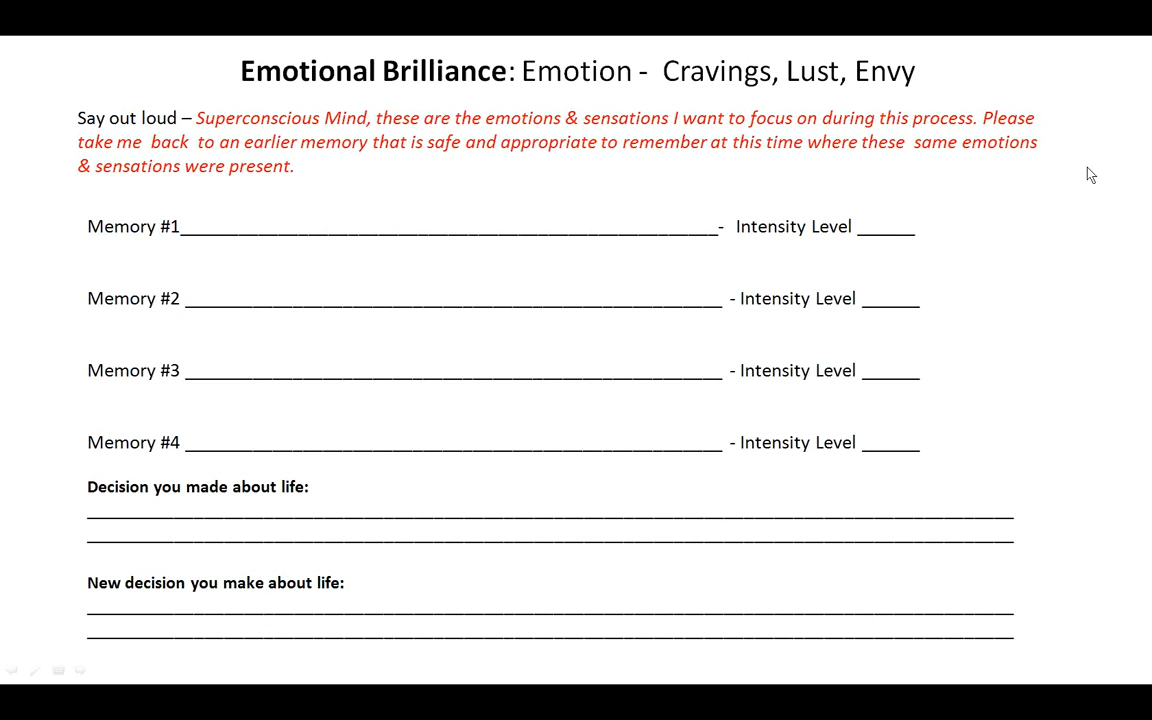 Emotional Brilliance: Emotion - Cravings, Lust, Envy
Say out loud – Superconscious Mind, these are the emotions & sensations I want to focus on during this process. Please
take me back to an earlier memory that is safe and appropriate to remember at this time where these same emotions
& sensations were present.
Memory #1______________________________________________________- Intensity Level ______
Memory #2 ______________________________________________________ - Intensity Level ______
Memory #3 ______________________________________________________ - Intensity Level ______
Memory #4 ______________________________________________________ - Intensity Level ______
Decision you made about life:
New decision you make about life: